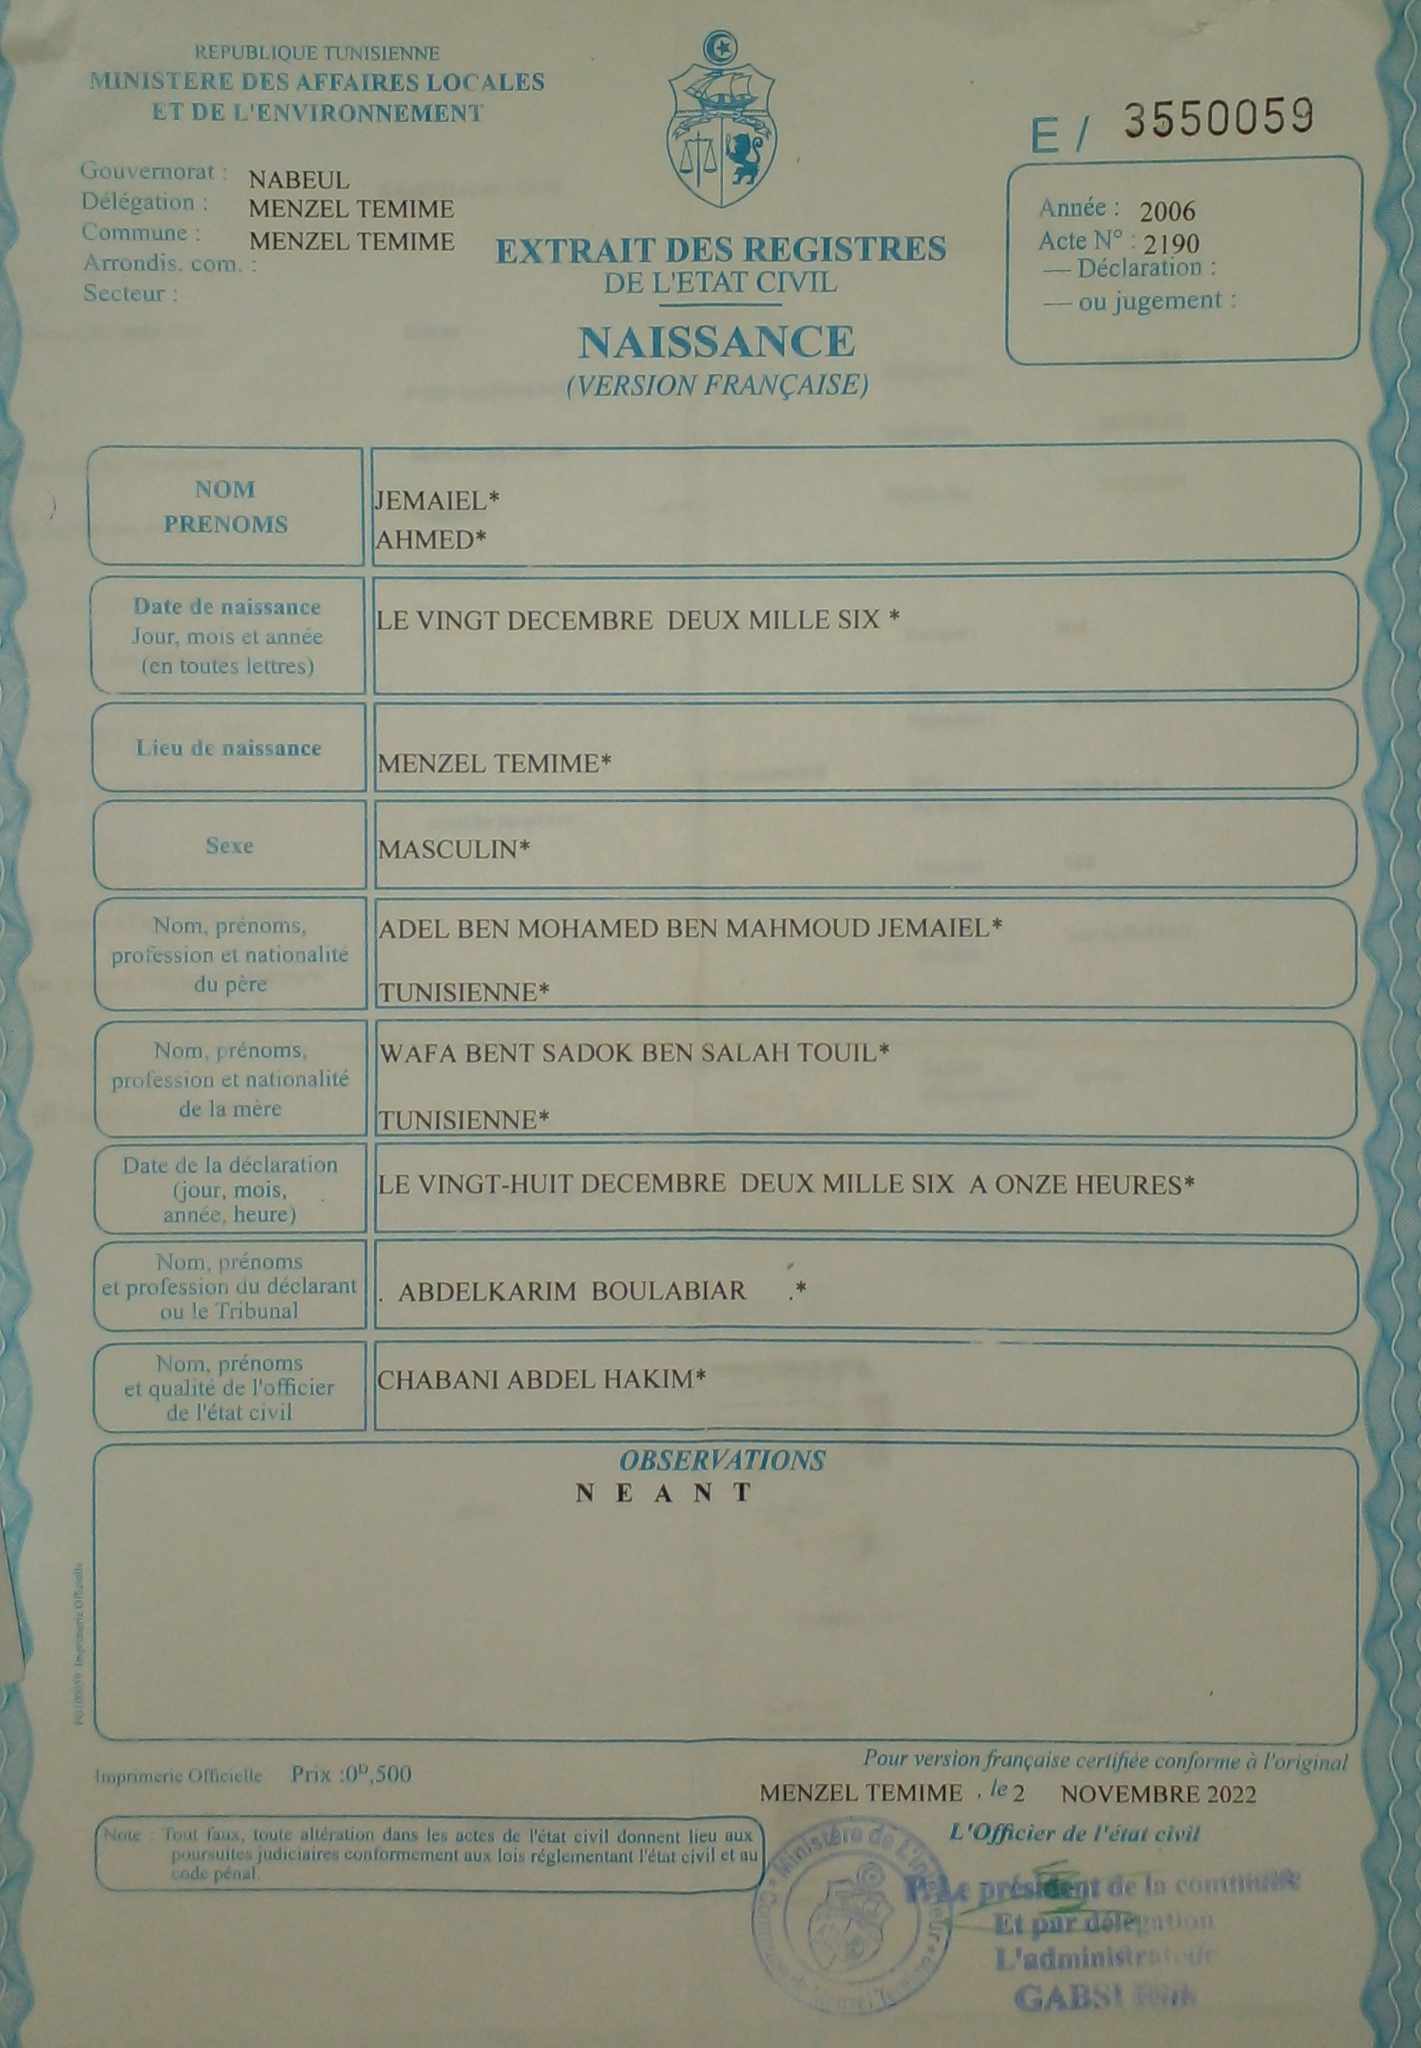 REPUBLIQUE TUNISIENNE
MINISTERE DES AFFAIRES LOCALES
ET DE L'ENVIRONNEMENT
Gouvernorat : NABEUL
Délégation : MENZEL TEMIME
Commune : MENZEL TEMIME
Arrondis. com. :
Secteur :
E / 3550059
Année : 2006
Acte N° : 2190
— Déclaration :
— ou jugement :
EXTRAIT DES REGISTRES
DE L'ETAT CIVIL
NAISSANCE
(VERSION FRANÇAISE)
NOM
PRENOMS
JEMAIEL*
AHMED*
Date de naissance
Jour, mois et année
(en toutes lettres)
LE VINGT DECEMBRE DEUX MILLE SIX *
Lieu de naissance
MENZEL TEMIME*
Sexe
MASCULIN*
Nom, prénoms,
profession et nationalité
du père
ADEL BEN MOHAMED BEN MAHMOUD JEMAIEL*
TUNISIENNE*
Nom, prénoms,
profession et nationalité
de la mère
WAFA BENT SADOK BEN SALAH TOUIL*
TUNISIENNE*
Date de la déclaration
(jour, mois,
année, heure)
LE VINGT-HUIT DECEMBRE DEUX MILLE SIX A ONZE HEURES*
Nom, prénoms
et profession du déclarant
ou le Tribunal
. ABDELKARIM BOULABIAR .*
Nom, prénoms
et qualité de l'officier
de l'état civil
CHABANI ABDEL HAKIM*
OBSERVATIONS
N E A N T
Imprimerie Officielle
Imprimerie Officielle Prix :0ᴰ,500
Pour version française certifiée conforme à l'original
MENZEL TEMIME , le 2 NOVEMBRE 2022
L'Officier de l'état civil
Note : Tout faux, toute altération dans les actes de l'état civil donnent lieu aux
poursuites judiciaires conformement aux lois réglementant l'état civil et au
code pénal.
Ministère de L'intérieur
P. Le président de la commune
Et par délégation
L'administrateur
GABSI